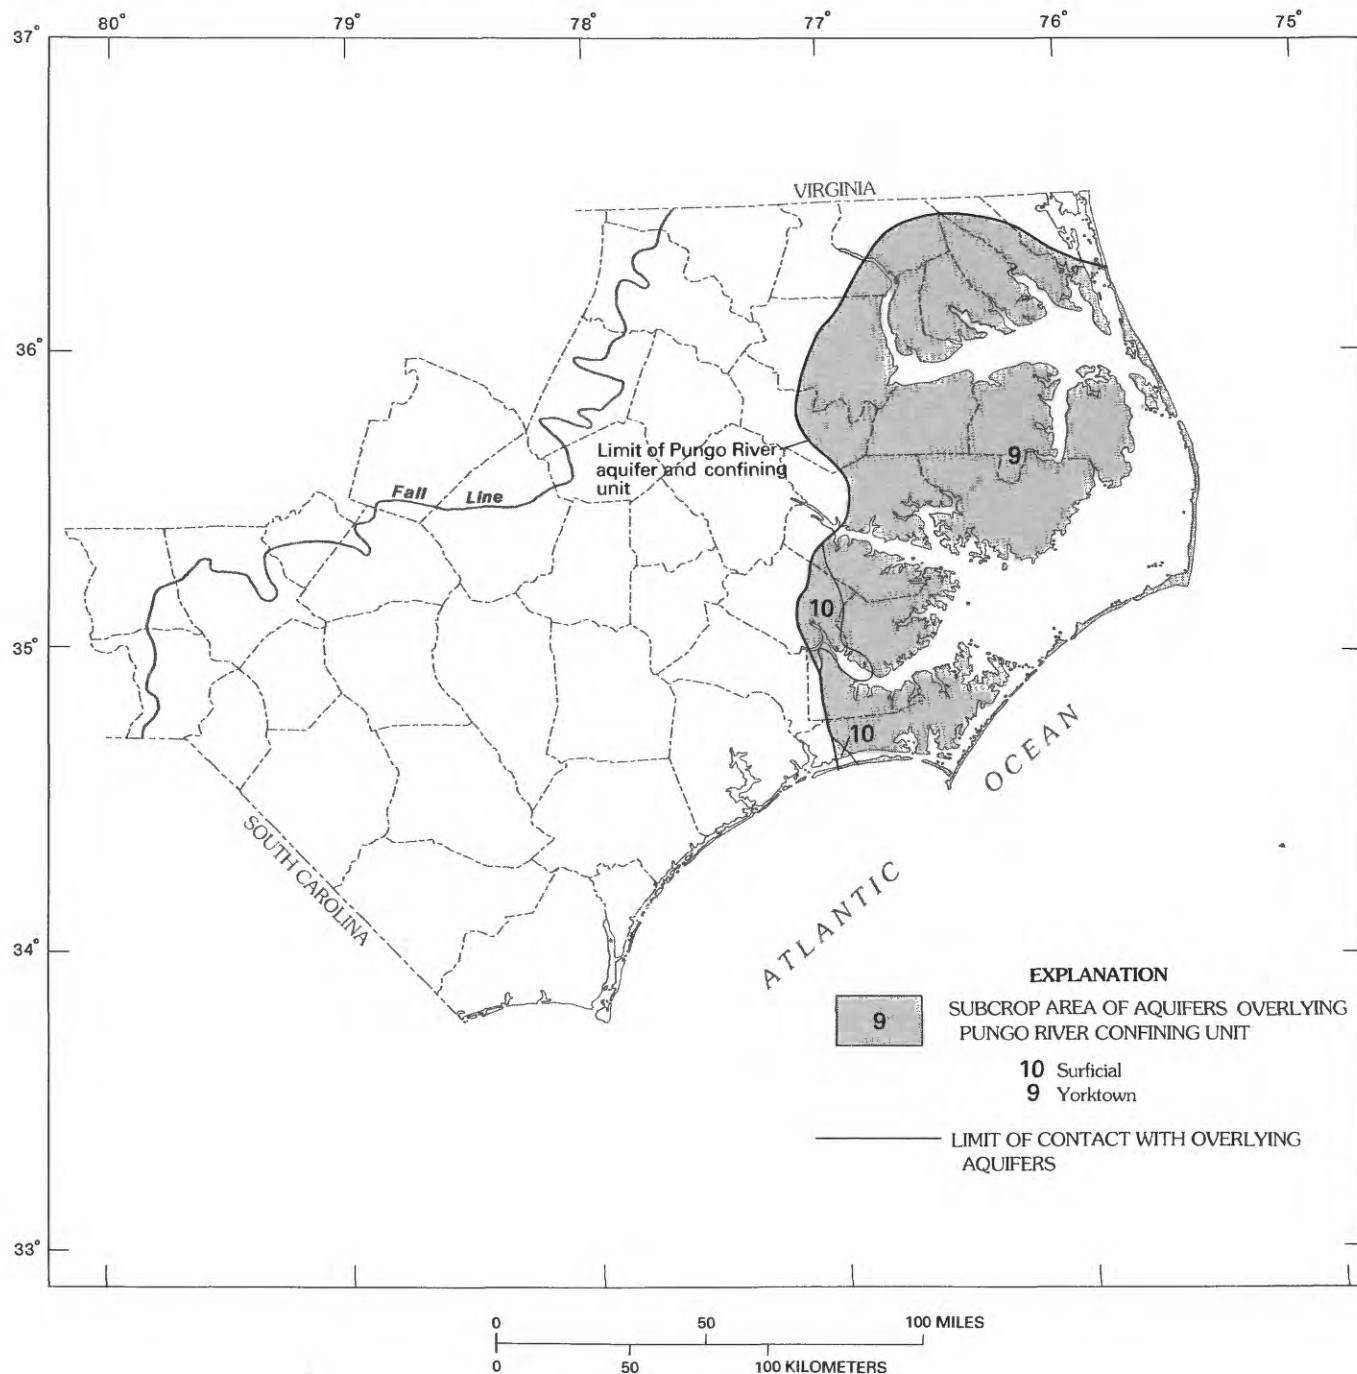 80° 79° 78° 77° 76° 75°
37°
VIRGINIA
36°
Limit of Pungo River
aquifer and confining
unit
9
Fall Line
10
35°
10
OCEAN
SOUTH CAROLINA
ATLANTIC
34°
EXPLANATION
9
SUBCROP AREA OF AQUIFERS OVERLYING
PUNGO RIVER CONFINING UNIT
10 Surficial
9 Yorktown
LIMIT OF CONTACT WITH OVERLYING
AQUIFERS
33°
0 50 100 MILES
0 50 100 KILOMETERS